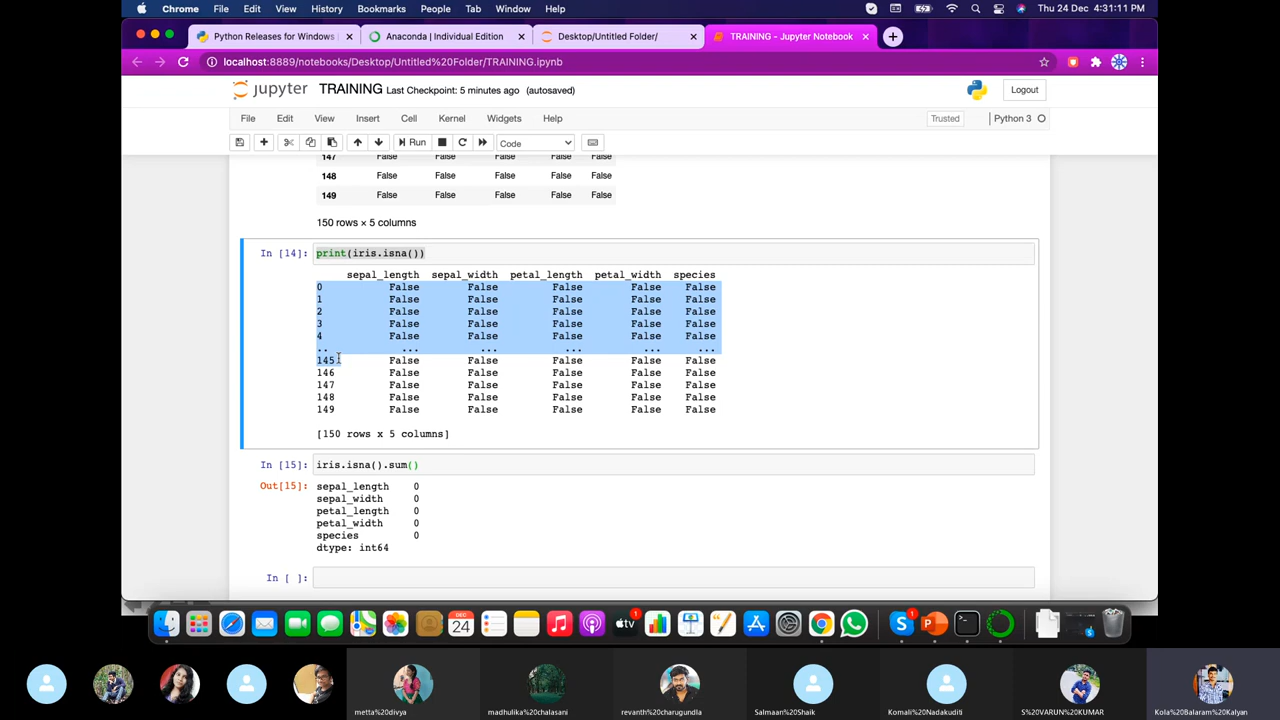 Chrome File Edit View History Bookmarks People Tab Window Help Thu 24 Dec 4:31:11 PM
Python Releases for Windows Anaconda | Individual Edition Desktop/Untitled Folder/ TRAINING - Jupyter Notebook
localhost:8889/notebooks/Desktop/Untitled%20Folder/TRAINING.ipynb
jupyter TRAINING Last Checkpoint: 5 minutes ago (autosaved) Logout
File Edit View Insert Cell Kernel Widgets Help Trusted Python 3
Run Code
147 False False False False False
148 False False False False False
149 False False False False False
150 rows × 5 columns
In [14]: print(iris.isna())
sepal_length sepal_width petal_length petal_width species
0 False False False False False
1 False False False False False
2 False False False False False
3 False False False False False
4 False False False False False
.. ... ... ... ... ...
145 False False False False False
146 False False False False False
147 False False False False False
148 False False False False False
149 False False False False False
[150 rows x 5 columns]
In [15]: iris.isna().sum()
Out[15]: sepal_length 0
sepal_width 0
petal_length 0
petal_width 0
species 0
dtype: int64
In [ ]:
DEC
24
1
tv
1
metta%20divya madhulika%20chalasani revanth%20charugundla Salmaan%20Shaik Komali%20Nadakuditi S%20VARUN%20KUMAR Kola%20Balaram%20Kalyan